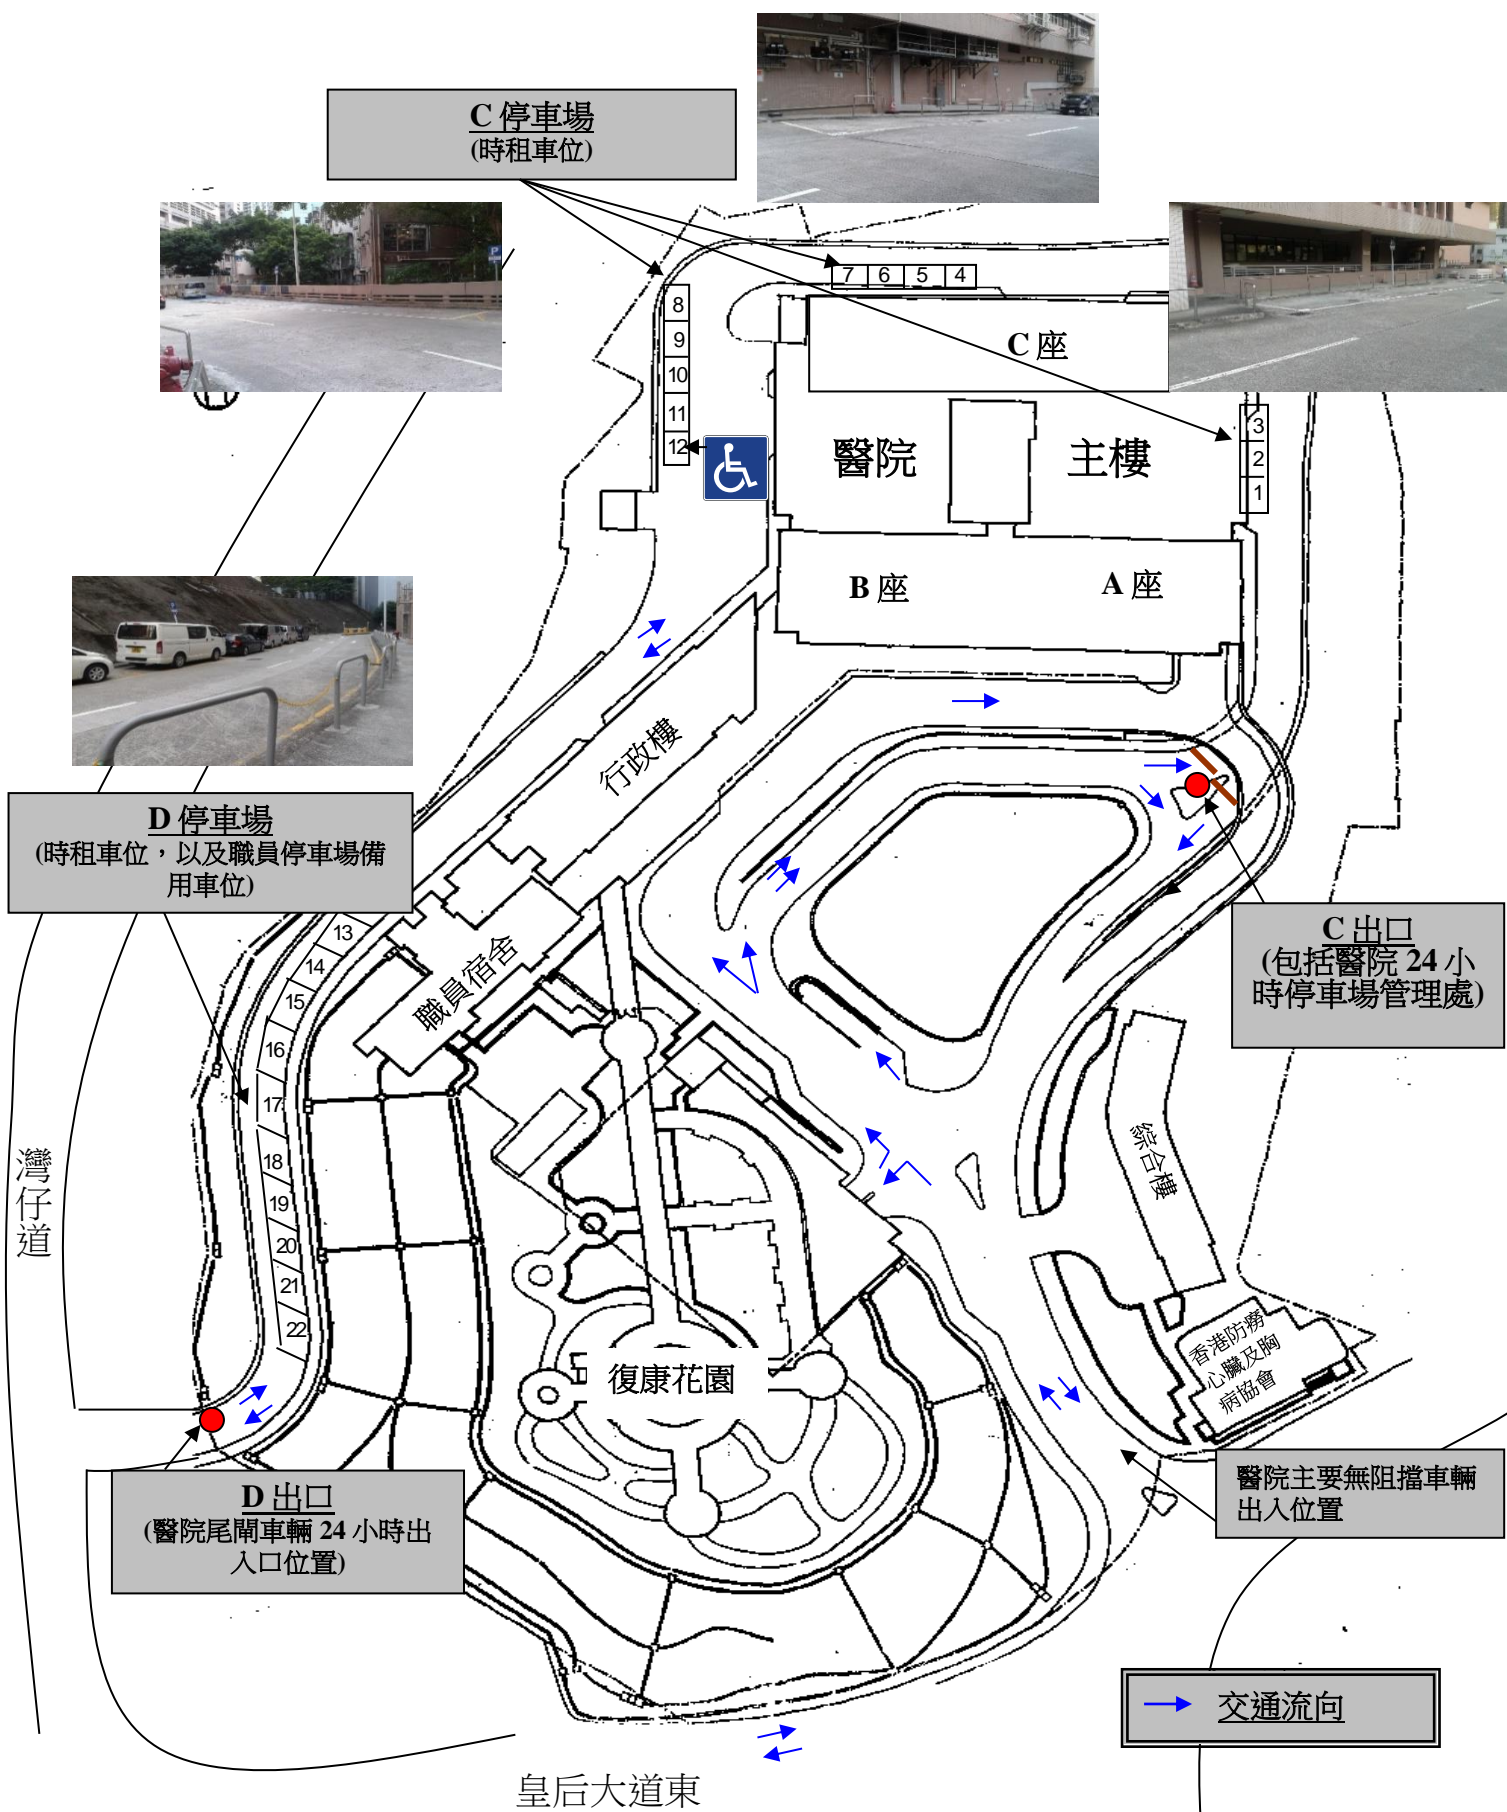 C 停車場
(時租車位)
7 6 5 4
8
9
10
11
12
C 座
3
2
1
醫院
主樓
B 座
A 座
行政樓
D 停車場
(時租車位，以及職員停車場備
用車位)
13
14
15
16
17
18
19
20
21
22
職員宿舍
C 出口
(包括醫院 24 小
時停車場管理處)
綜合樓
灣仔道
香港防癆
心臟及胸
病協會
復康花園
D 出口
(醫院尾閘車輛 24 小時出
入口位置)
醫院主要無阻擋車輛
出入位置
交通流向
皇后大道東